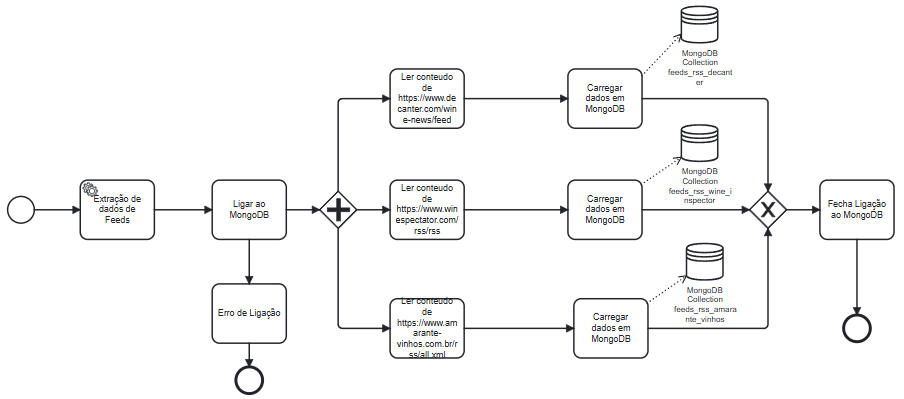 MongoDB
Collection
feeds_rss_decant
er
Ler conteudo
de
https://www.de
canter.com/win
e-news/feed
Carregar
dados em
MongoDB
MongoDB
Collection
feeds_rss_wine_i
nspector
Extração de
dados de
Feeds
Ligar ao
MongoDB
Ler conteudo
de
https://www.win
espectator.com/
rss/rss
Carregar
dados em
MongoDB
Fecha Ligação
ao MongoDB
MongoDB
Collection
feeds_rss_amara
nte_vinhos
Erro de Ligação
Ler conteudo
de
https://www.am
arante-
vinhos.com.br/r
ss/all.xml
Carregar
dados em
MongoDB